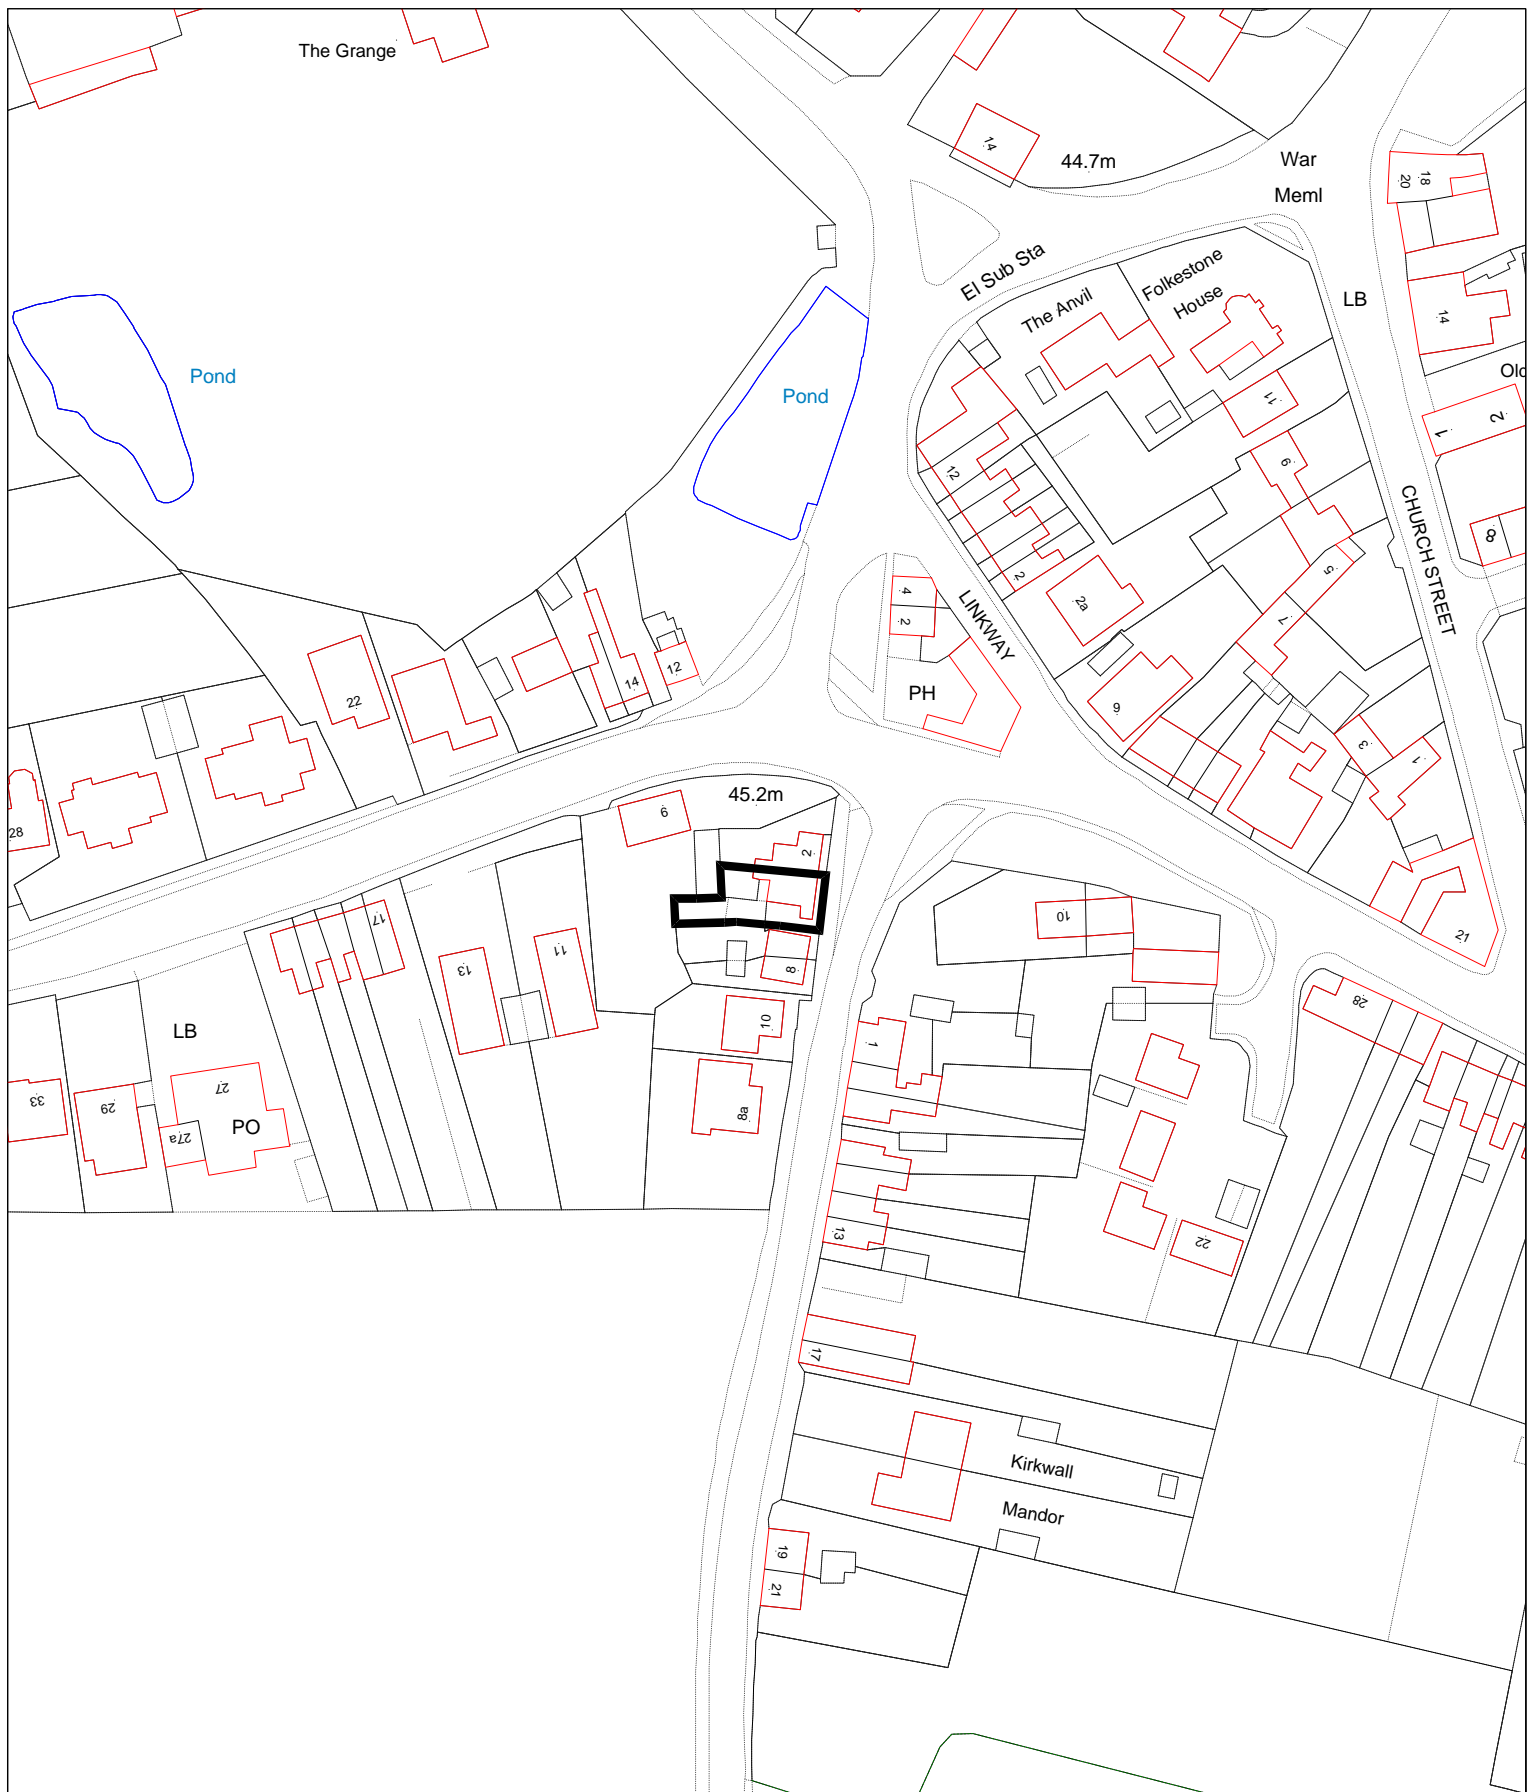 The Grange
14
44.7m
War
Meml
20
18
El Sub Sta
The Anvil
Folkestone
House
LB
14
Pond
Pond
11
1
2
12
6
CHURCH STREET
8
2
2a
5
4
2
LINKWAY
7
PH
9
12
14
22
3
1
28
45.2m
9
2
17
10
21
13
11
8
10
28
LB
1
33
29
27
27a
PO
8a
13
22
17
Kirkwall
Mandor
19
21